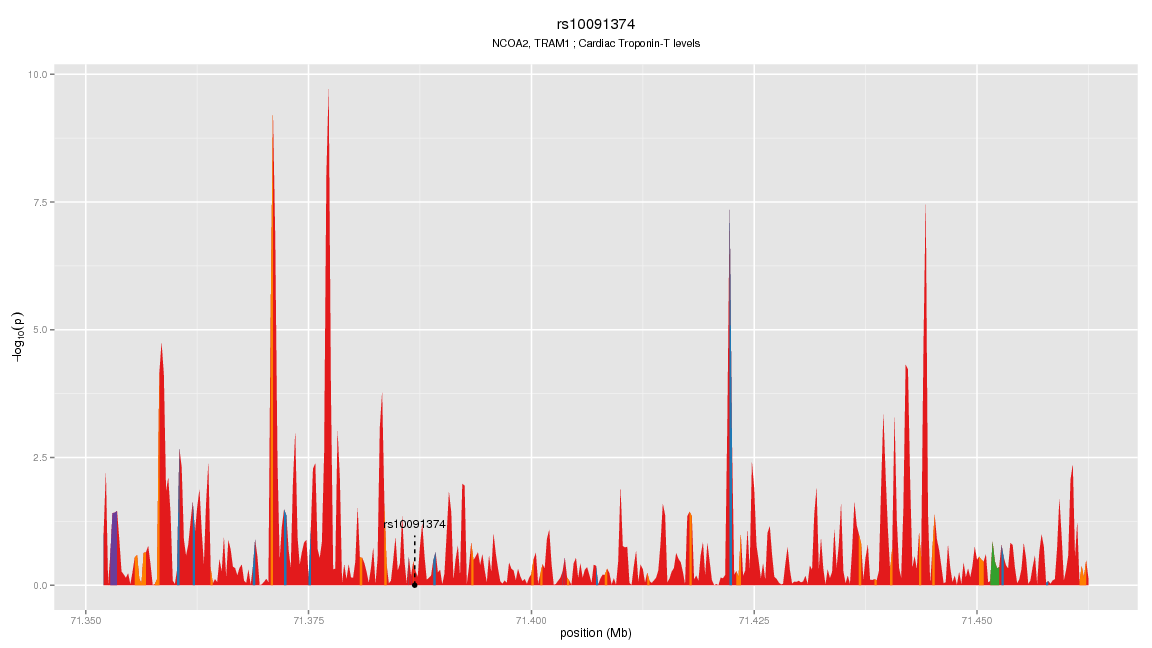 rs10091374
NCOA2, TRAM1 ; Cardiac Troponin-T levels
10.0
7.5
5.0
2.5
0.0
−log10(p)
rs10091374
71.350
71.375
71.400
71.425
71.450
position (Mb)